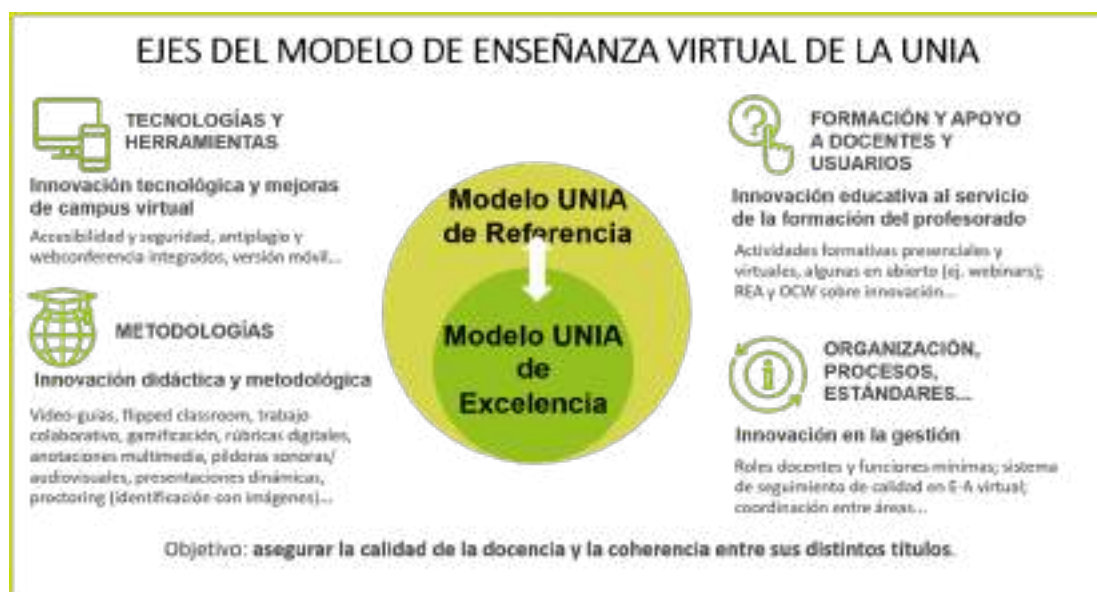 EJES DEL MODELO DE ENSEÑANZA VIRTUAL DE LA UNIA
TECNOLOGÍAS Y
HERRAMIENTAS
Innovación tecnológica y mejoras
de campus virtual
Accesibilidad y seguridad, antiplagio y
webconferencia integrados, versión móvil...
METODOLOGÍAS
Innovación didáctica y metodológica
Video-guías, flipped classroom, trabajo
colaborativo, gamificación, rúbricas digitales,
anotaciones multimedia, píldoras sonoras/
audiovisuales, presentaciones dinámicas,
proctoring (identificación con imágenes)...
Modelo UNIA
de Referencia
Modelo UNIA
de
Excelencia
FORMACIÓN Y APOYO
A DOCENTES Y
USUARIOS
Innovación educativa al servicio
de la formación del profesorado
Actividades formativas presenciales y
virtuales, algunas en abierto (ej. webinars);
REA y OCW sobre innovación...
ORGANIZACIÓN,
PROCESOS,
ESTÁNDARES...
Innovación en la gestión
Roles docentes y funciones mínimas; sistema
de seguimiento de calidad en E-A virtual;
coordinación entre áreas...
Objetivo: asegurar la calidad de la docencia y la coherencia entre sus distintos títulos.